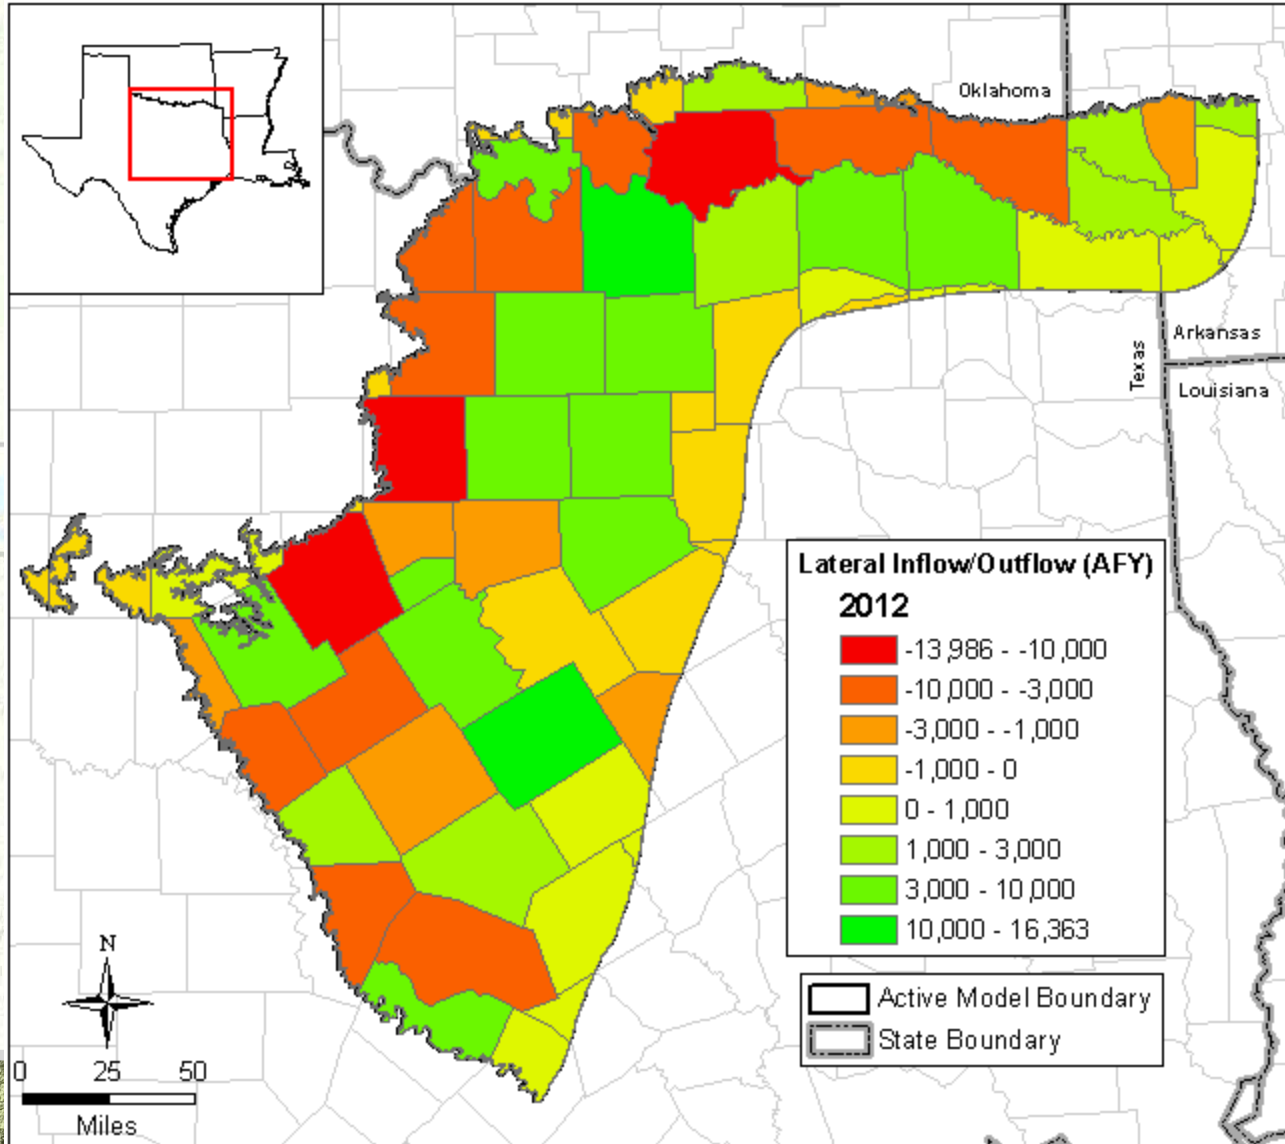 Oklahoma
Arkansas
Texas
Louisiana
Lateral Inflow/Outflow (AFY)
2012
-13,986 - -10,000
-10,000 - -3,000
-3,000 - -1,000
-1,000 - 0
0 - 1,000
1,000 - 3,000
3,000 - 10,000
10,000 - 16,363
Active Model Boundary
State Boundary
N
0 25 50
Miles